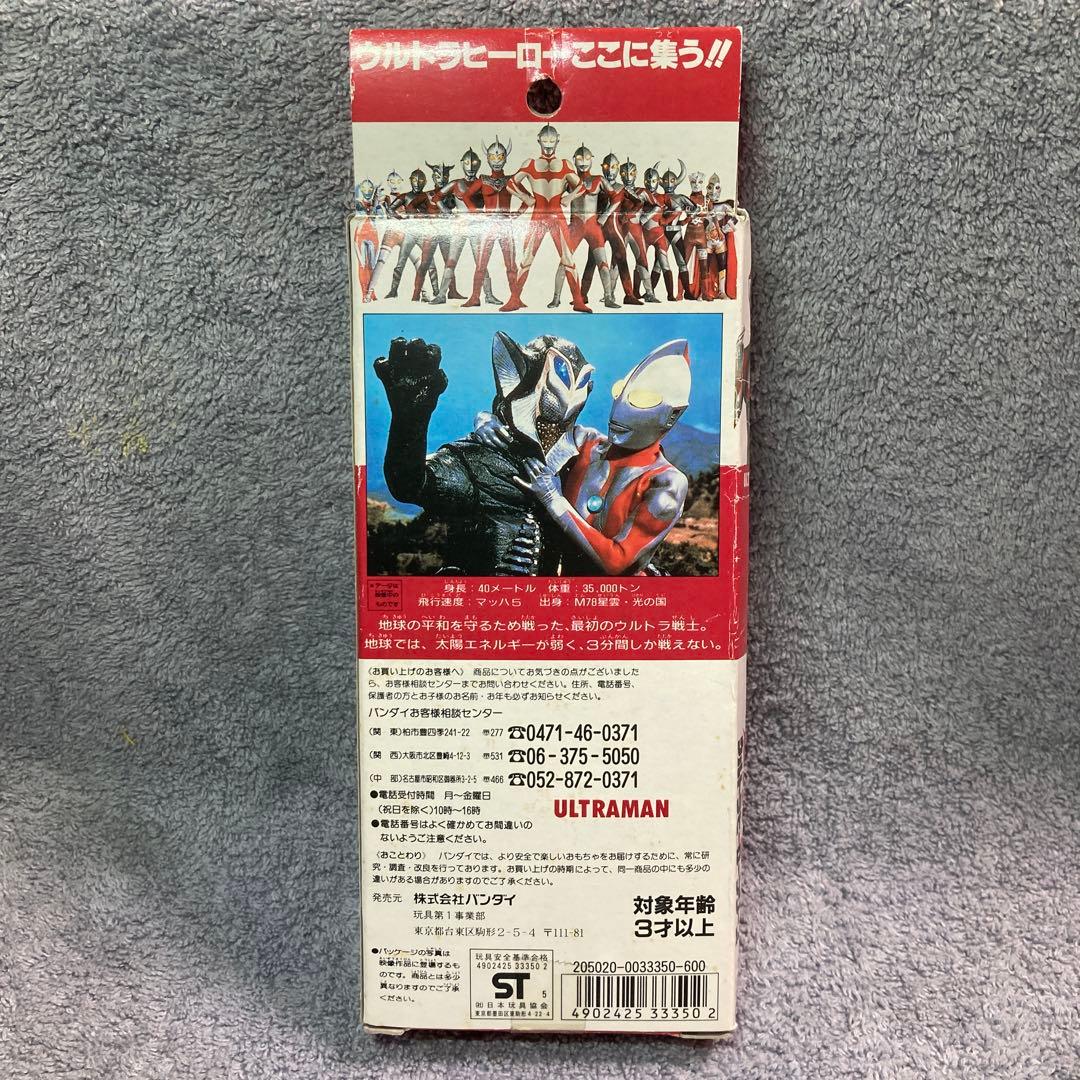 ウルトラヒーローここに集う!!
*データは
映像中の
ものです
身長:40メートル 体重:35,000トン
飛行速度:マッハ5 出身:M78星雲・光の国
地球の平和を守るため戦った、最初のウルトラ戦士。
地球では、太陽エネルギーが弱く、3分間しか戦えない。
〈お買い上げのお客様へ〉 商品についてお気づきの点がございました
ら、お客様相談センターまでお問い合わせください。住所、電話番号、
保護者の方とお子様のお名前・お年も必ずお知らせください。
バンダイお客様相談センター
(関 東)柏市豊四季241-22 〒277 ☎0471-46-0371
(関 西)大阪市北区豊崎4-12-3 〒531 ☎06-375-5050
(中 部)名古屋市昭和区御器所3-2-5 〒466 ☎052-872-0371
●電話受付時間 月〜金曜日
(祝日を除く)10時〜16時
●電話番号はよく確かめてお間違いの
ないようご注意ください。
ULTRAMAN
〈おことわり〉 バンダイでは、より安全で楽しいおもちゃをお届けするために、常に研
究・調査・改良を行っております。お買い上げの時期によって、同一商品の中にも多少の
違いがある場合がありますのでご了承ください。
発売元 株式会社バンダイ
玩具第1事業部
東京都台東区駒形2-5-4 〒111-81
対象年齢
3才以上
●パッケージの写真は
映像作品に登場するも
のです。商品とは多少
異なりますのでご了承
ください。
玩具安全基準合格
4902425 33350 2
ST 5
㈳日本玩具協会
東京都墨田区東駒形4-22-4
205020-0033350-600
4902425 333502